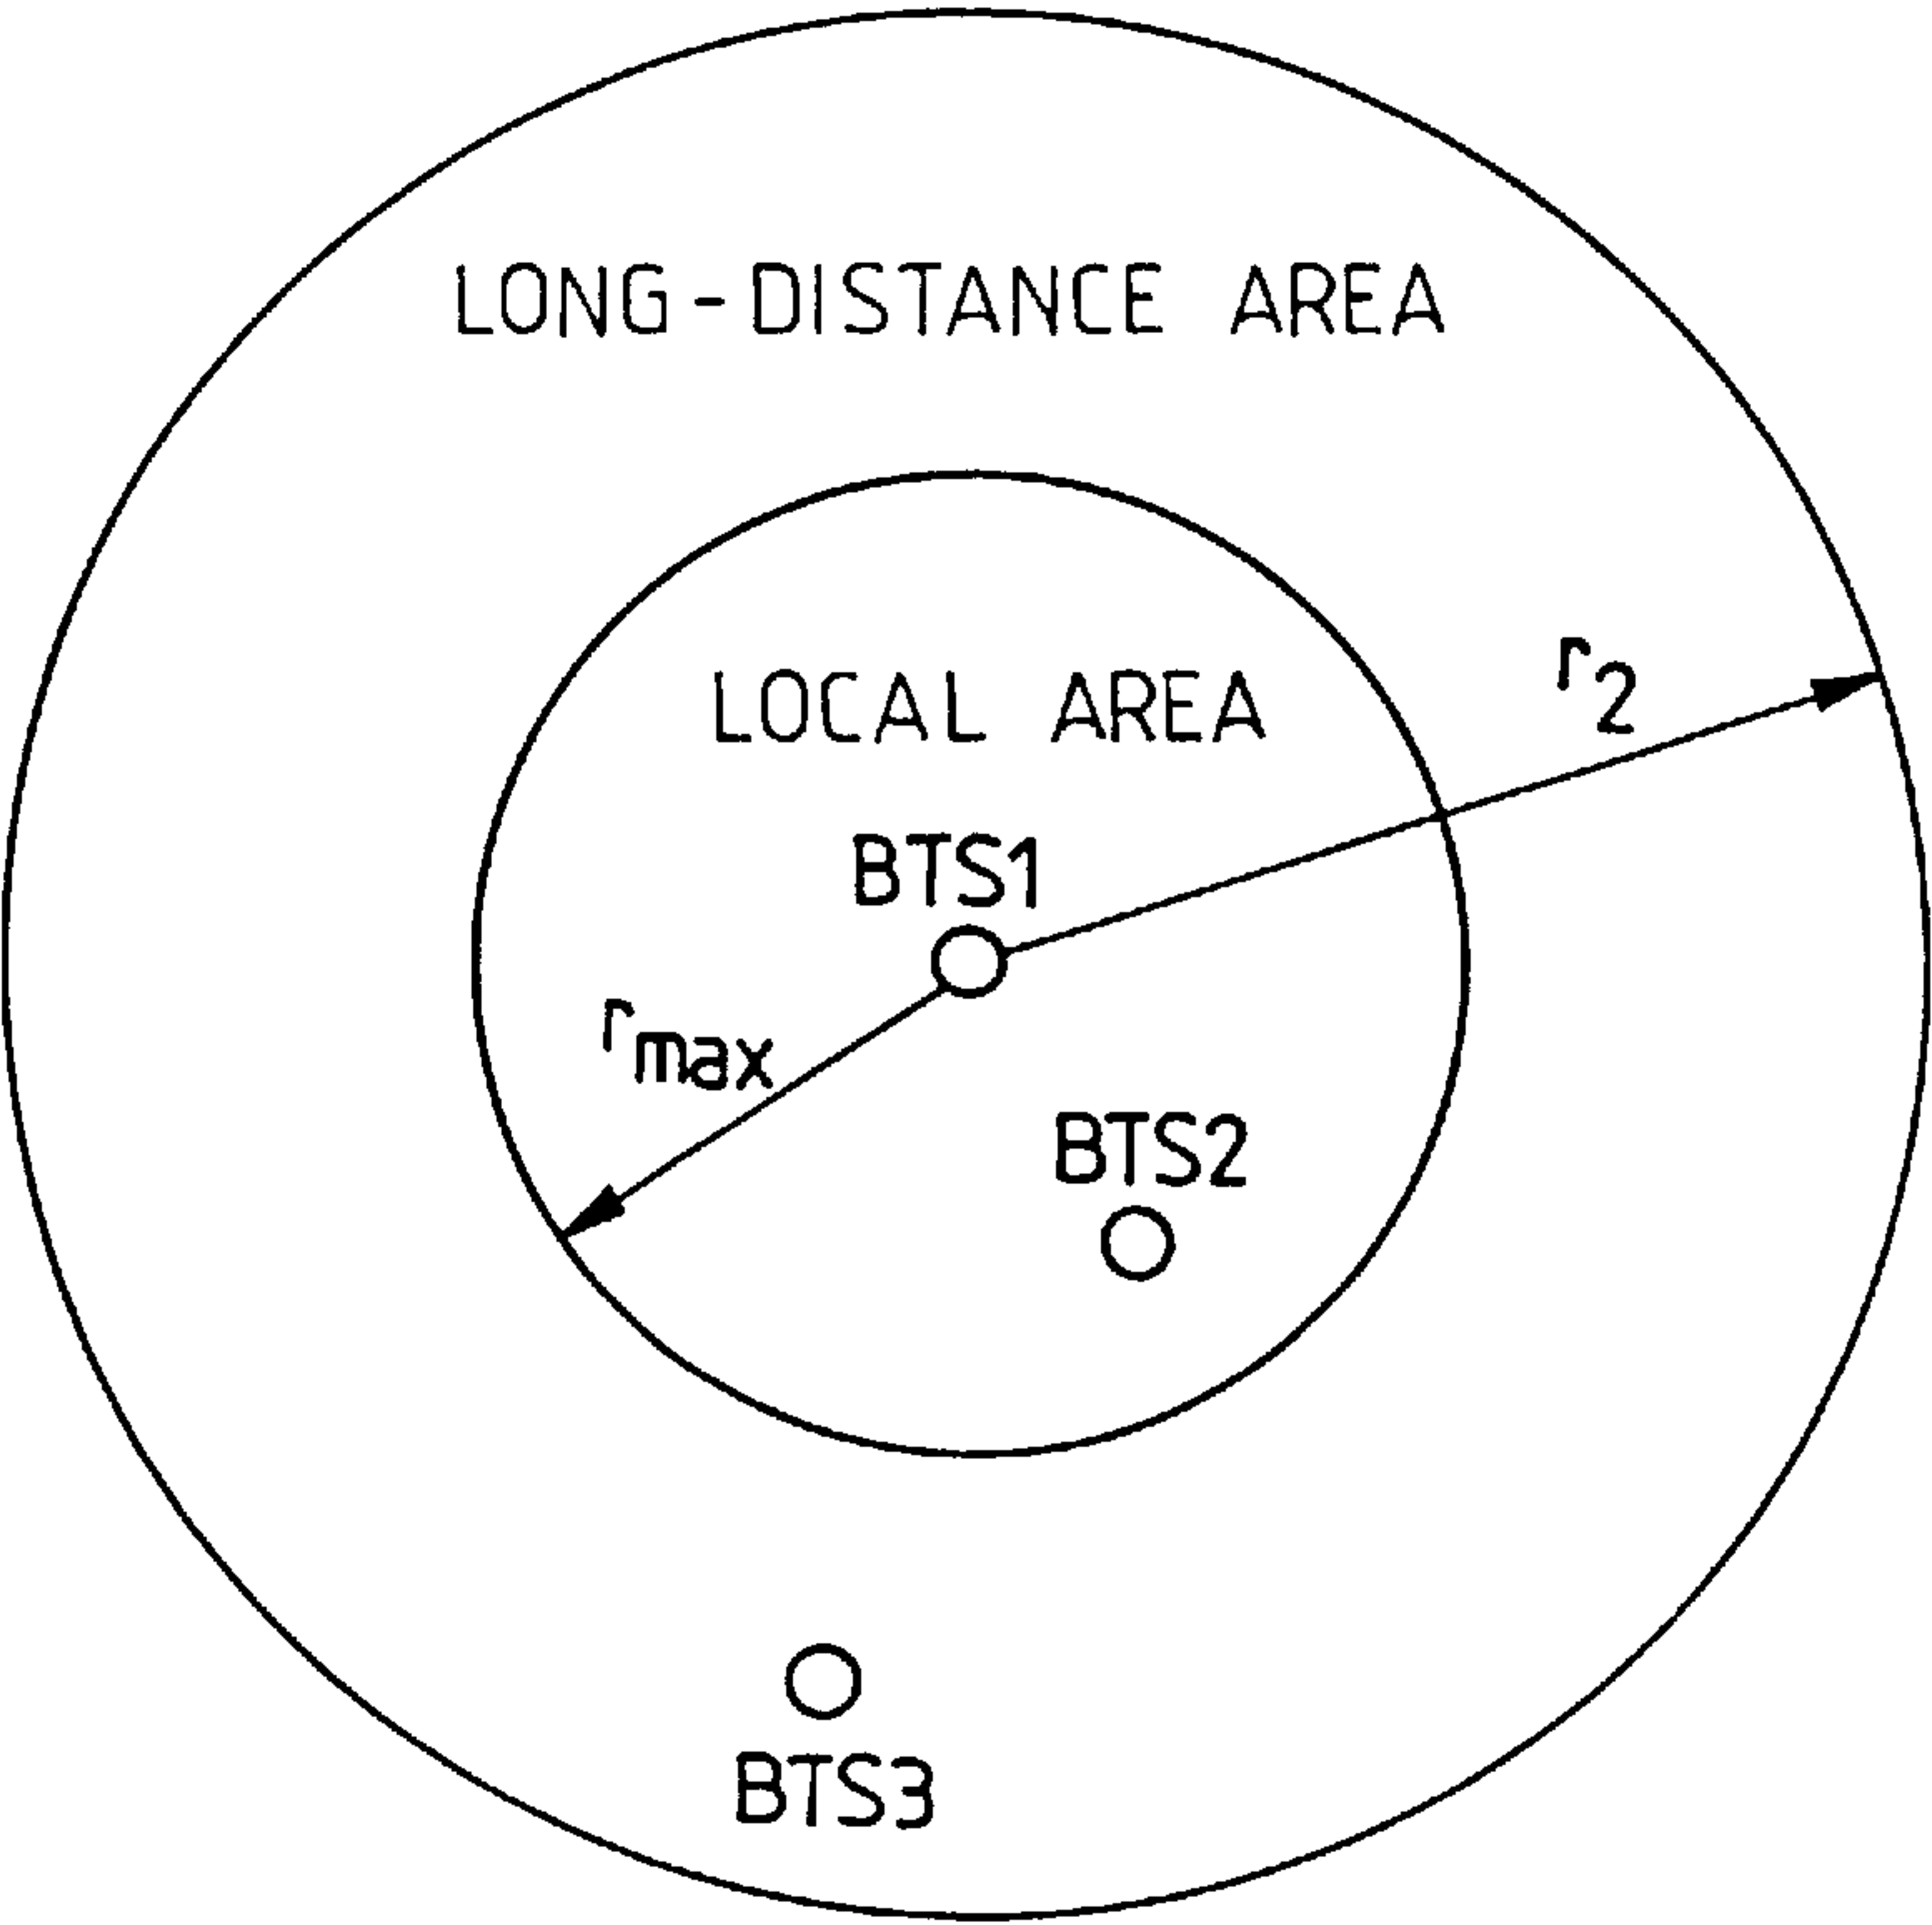 LONG-DISTANCE AREA
r2
LOCAL AREA
BTS1
rmax
BTS2
BTS3